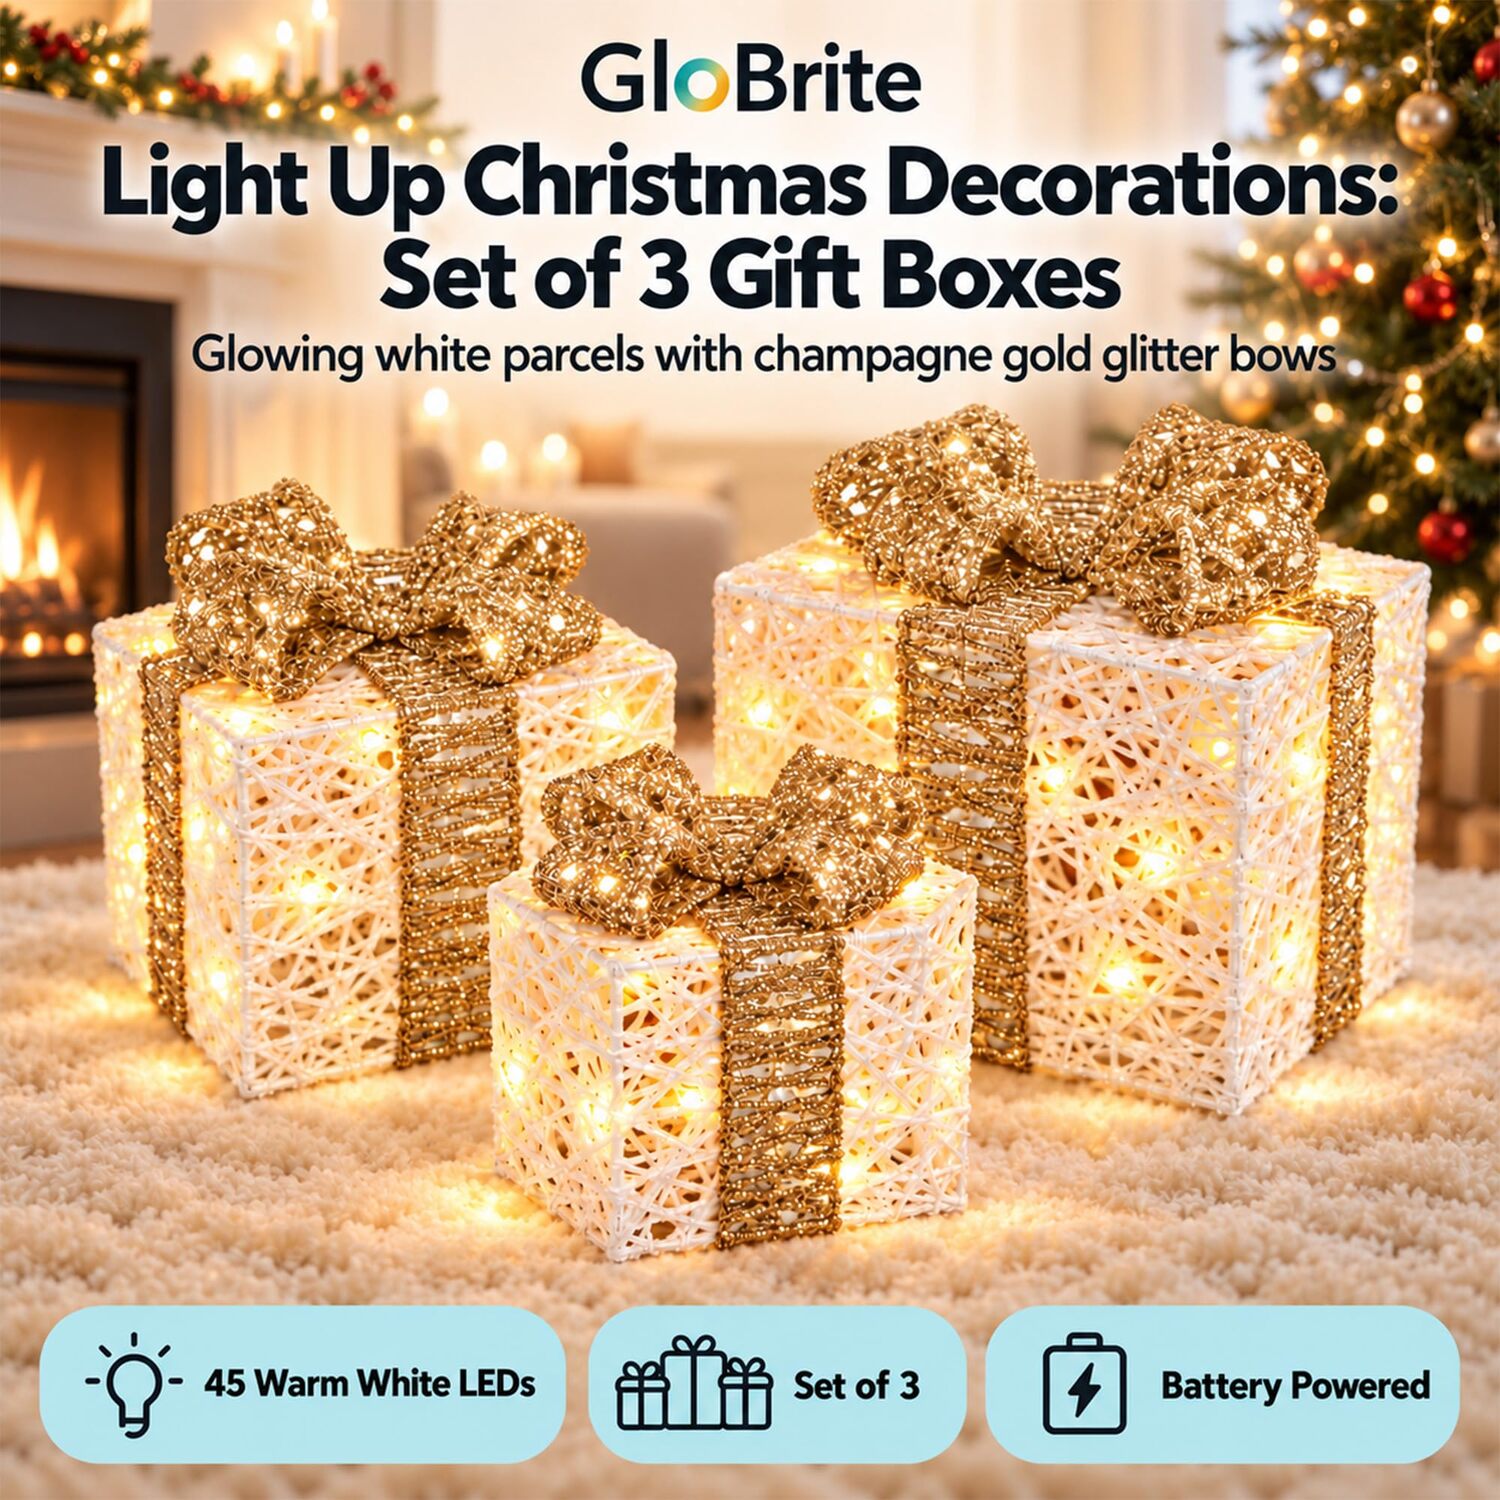 GloBrite
Light Up Christmas Decorations:
Set of 3 Gift Boxes
Glowing white parcels with champagne gold glitter bows
45 Warm White LEDs
Set of 3
Battery Powered